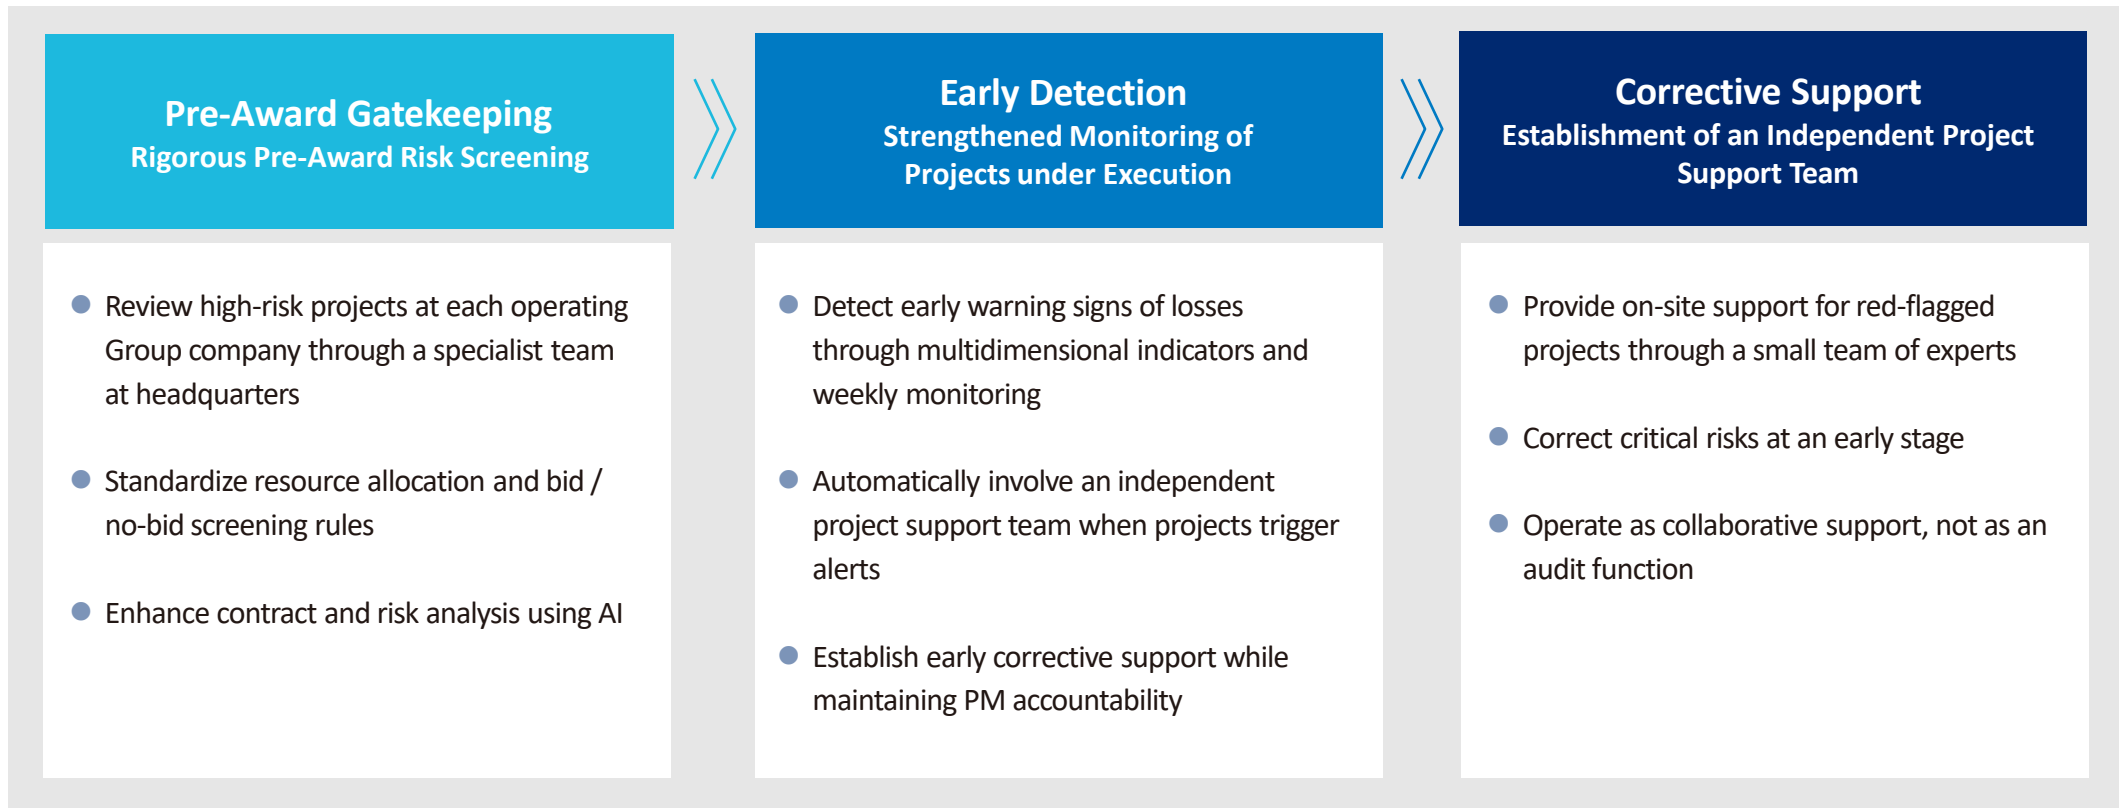 Pre-Award Gatekeeping
Rigorous Pre-Award Risk Screening
Review high-risk projects at each operating
Group company through a specialist team
at headquarters
Standardize resource allocation and bid /
no-bid screening rules
Enhance contract and risk analysis using AI
Early Detection
Strengthened Monitoring of
Projects under Execution
Detect early warning signs of losses
through multidimensional indicators and
weekly monitoring
Automatically involve an independent
project support team when projects trigger
alerts
Establish early corrective support while
maintaining PM accountability
Corrective Support
Establishment of an Independent Project
Support Team
Provide on-site support for red-flagged
projects through a small team of experts
Correct critical risks at an early stage
Operate as collaborative support, not as an
audit function